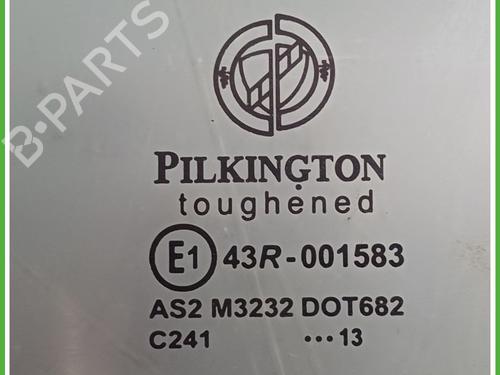 B-PARTS
PILKINGTON
toughened
E1 43R-001583
AS2 M3232 DOT682
C241 ...13